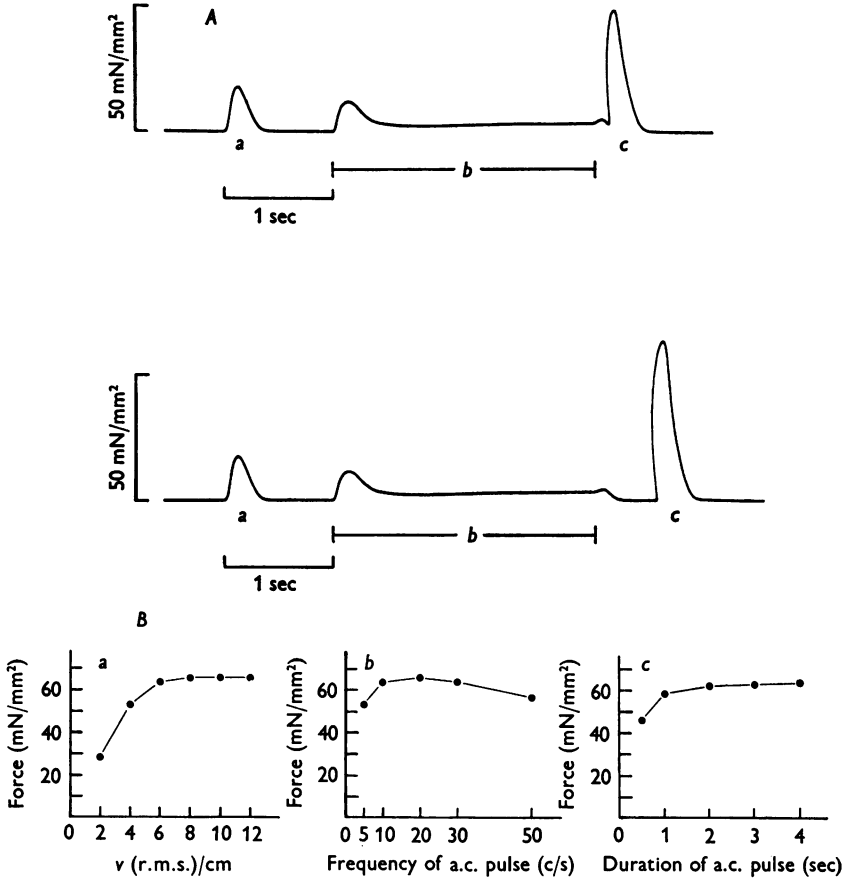 A
50 mN/mm²
a
c
b
1 sec
50 mN/mm²
a
c
b
1 sec
B
a
Force (mN/mm²)
60
40
20
0 2 4 6 8 10 12
v (r.m.s.)/cm
b
Force (mN/mm²)
60
40
20
0 5 10 20 30 50
Frequency of a.c. pulse (c/s)
c
Force (mN/mm²)
60
40
20
0 1 2 3 4
Duration of a.c. pulse (sec)